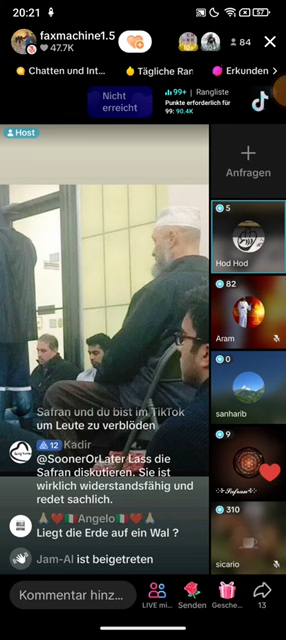 20:21
57
faxmachine1.5
47.7K
84
Chatten und Int...
Tägliche Ran
Erkunden >
Nicht
erreicht
99+ | Rangliste
Punkte erforderlich für
99: 90.4K
Host
Anfragen
5
Hod Hod
82
Aram
0
sanharib
9
Safran
310
sicario
Safran und du bist im TikTok
um Leute zu verblöden
12 Kadir
@SoonerOrLater Lass die
Safran diskutieren. Sie ist
wirklich widerstandsfähig und
redet sachlich.
Angelo
Liegt die Erde auf ein Wal ?
Jam-Al ist beigetreten
Kommentar hinz...
LIVE mi...
Senden
Gesche...
13